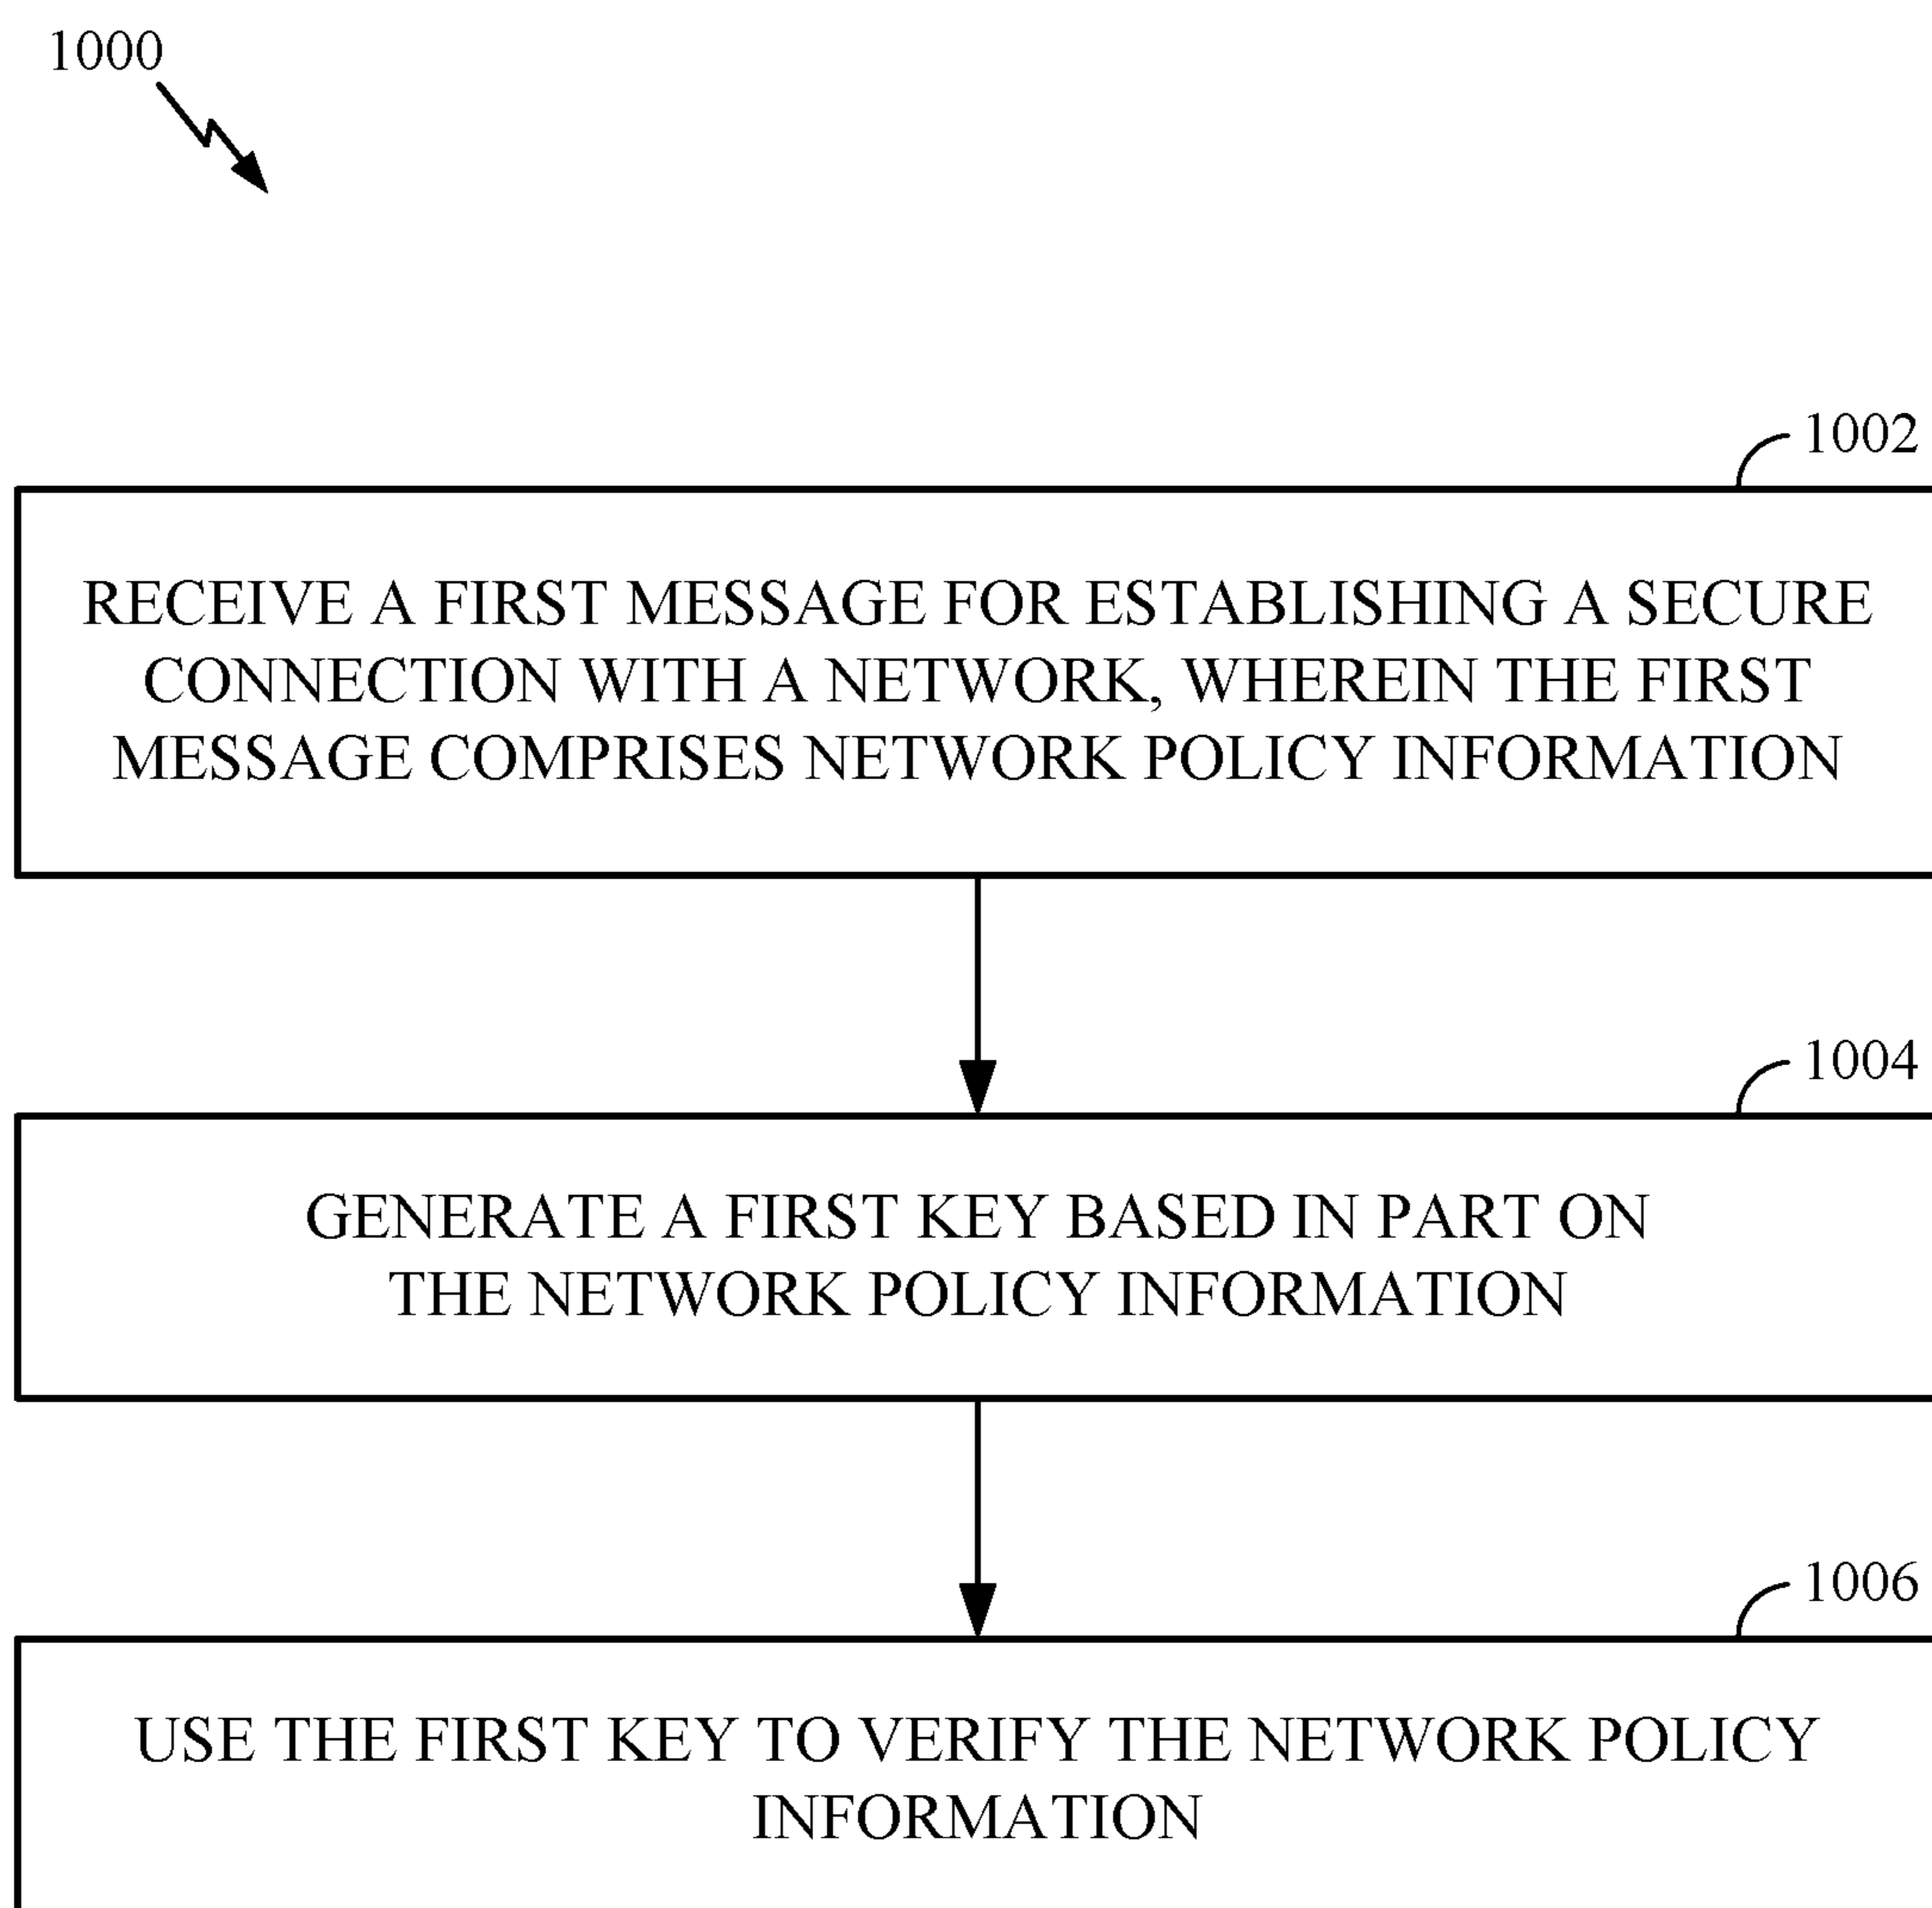 1000
1002
RECEIVE A FIRST MESSAGE FOR ESTABLISHING A SECURE
CONNECTION WITH A NETWORK, WHEREIN THE FIRST
MESSAGE COMPRISES NETWORK POLICY INFORMATION
1004
GENERATE A FIRST KEY BASED IN PART ON
THE NETWORK POLICY INFORMATION
1006
USE THE FIRST KEY TO VERIFY THE NETWORK POLICY
INFORMATION